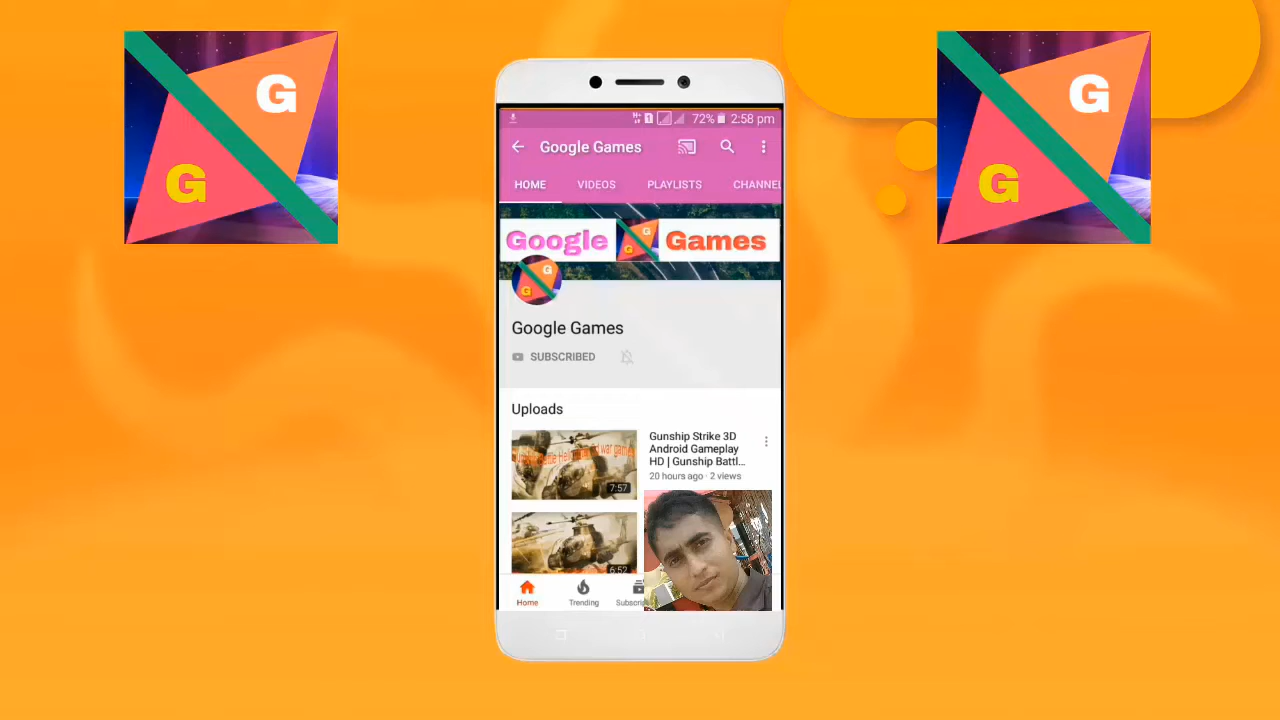 G
G
G
G
72% 2:58 pm
Google Games
HOME VIDEOS PLAYLISTS CHANNEL
Google G G Games
G
G
Google Games
SUBSCRIBED
Uploads
Gunship Strike 3D
Android Gameplay
HD | Gunship Battl...
20 hours ago · 2 views
7:57
6:52
Home Trending